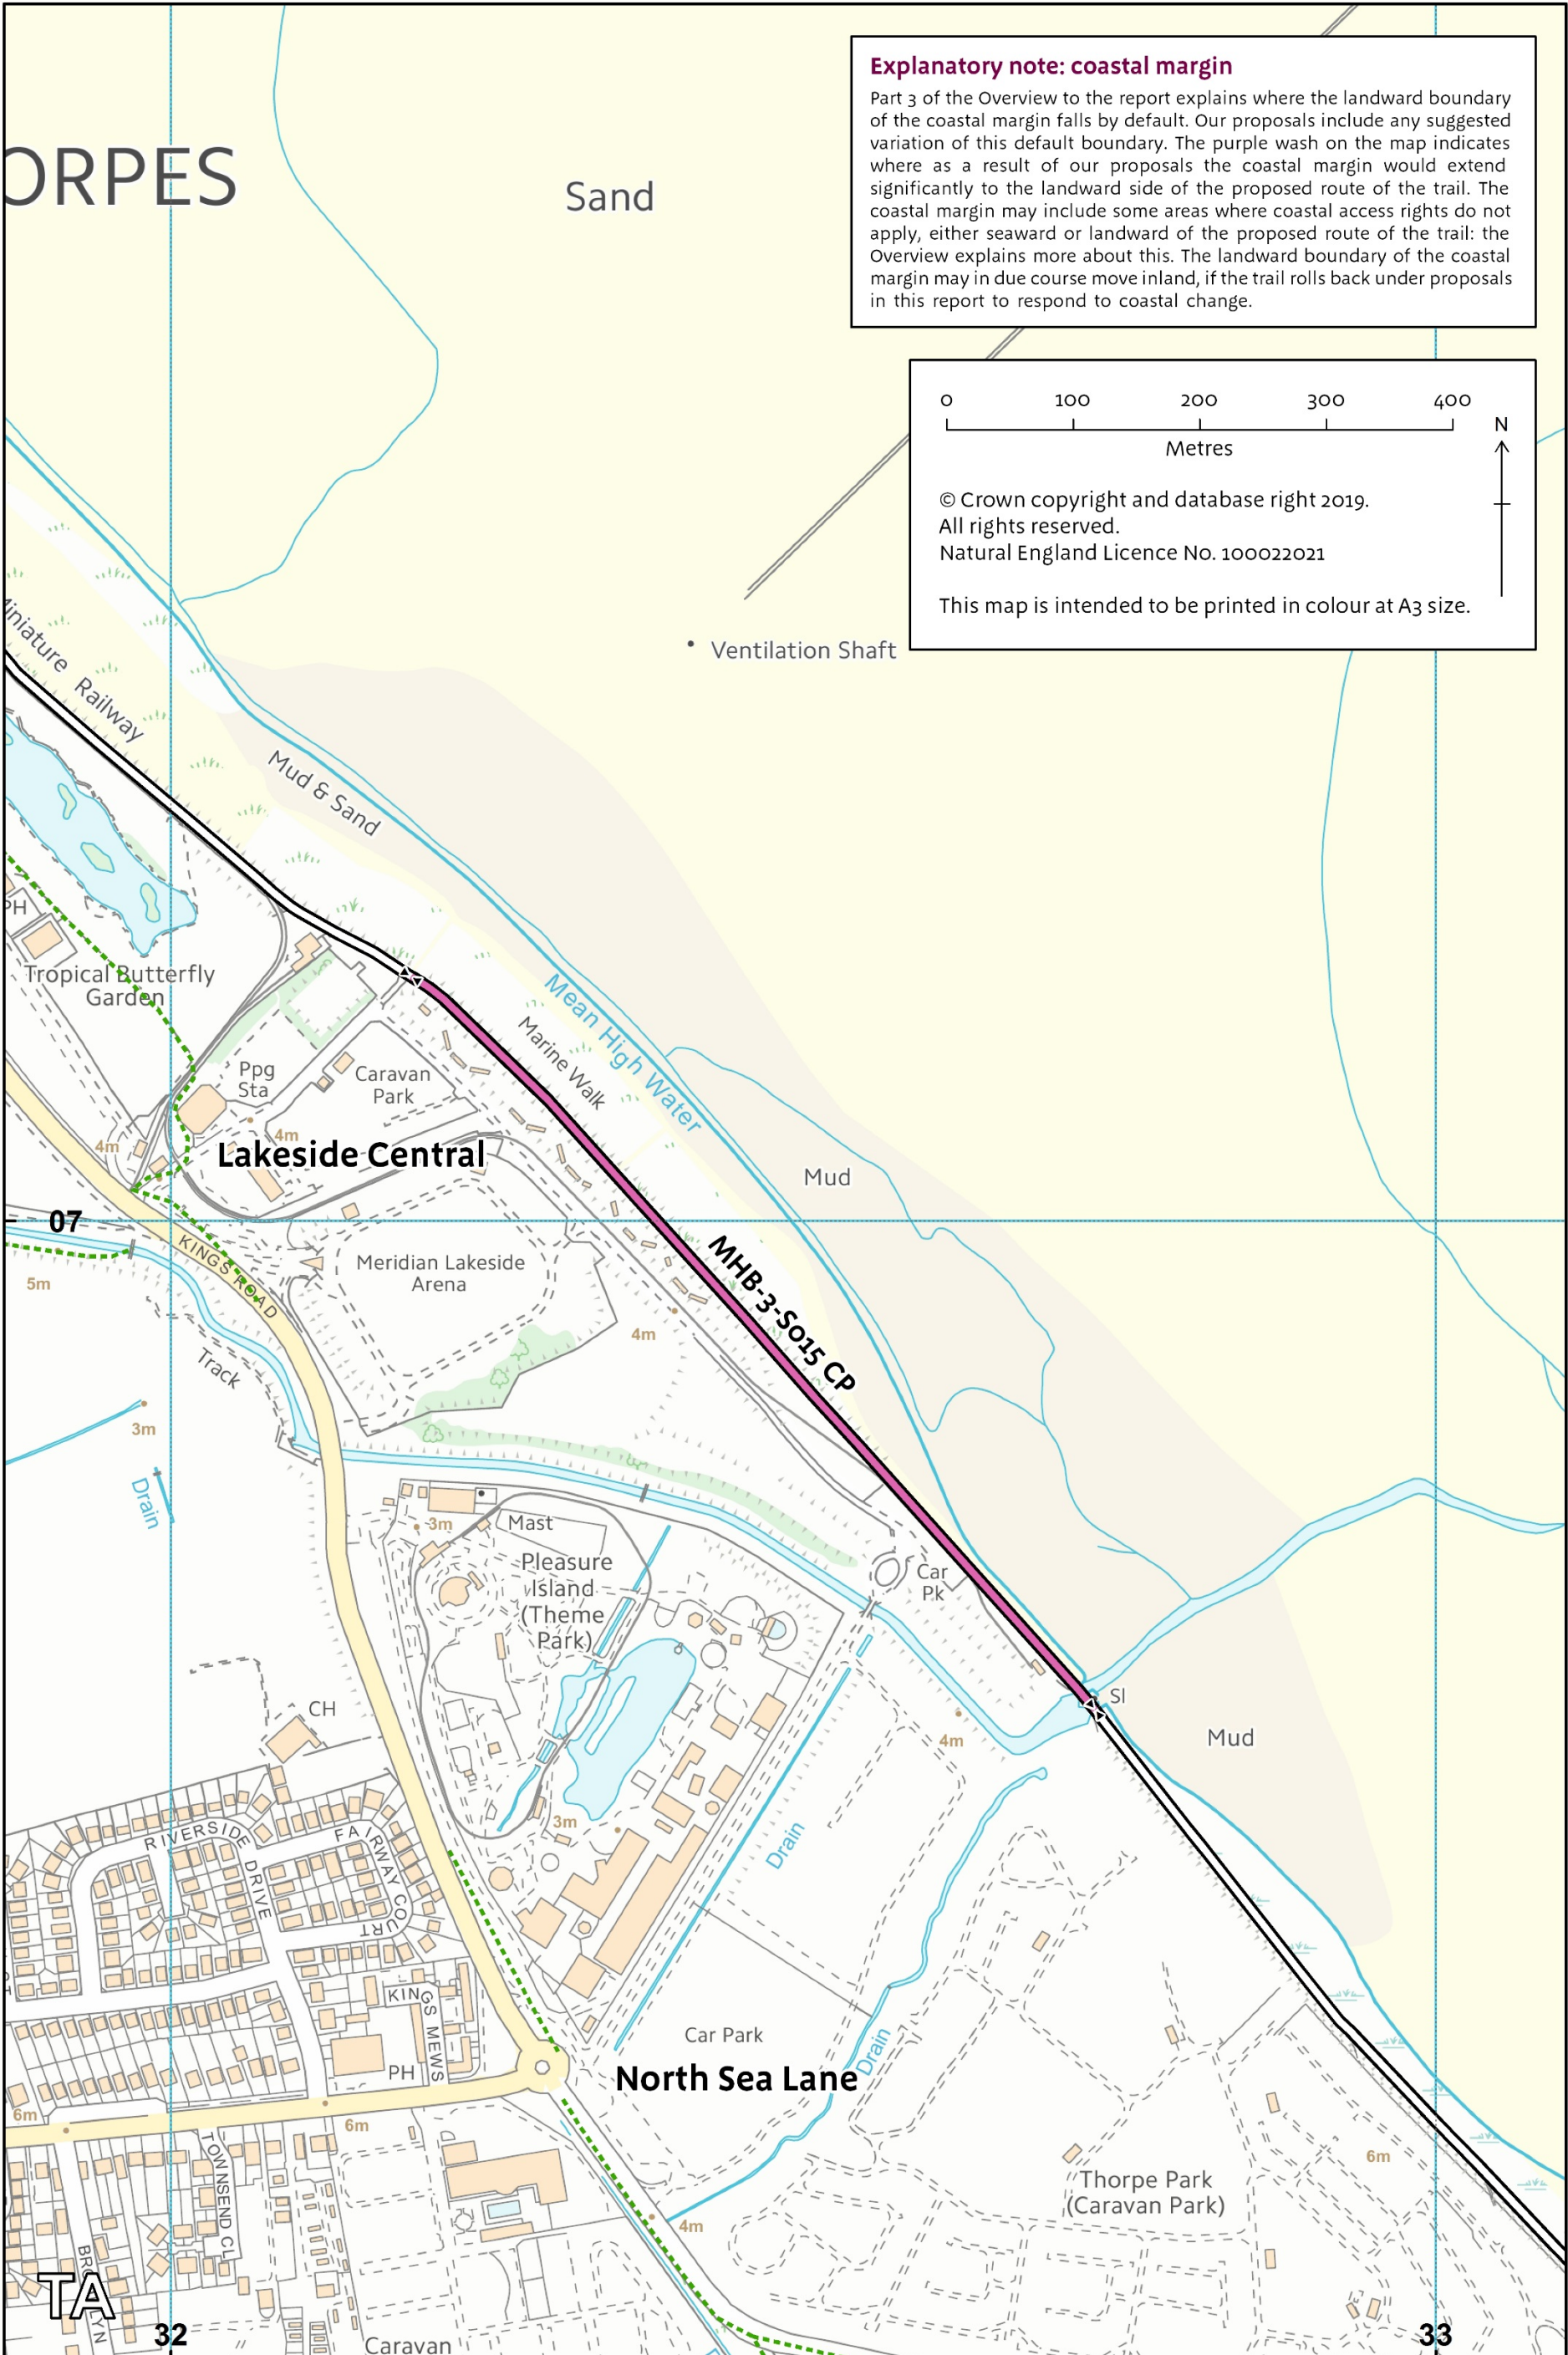 Explanatory note: coastal margin
Part 3 of the Overview to the report explains where the landward boundary
of the coastal margin falls by default. Our proposals include any suggested
variation of this default boundary. The purple wash on the map indicates
where as a result of our proposals the coastal margin would extend
significantly to the landward side of the proposed route of the trail. The
coastal margin may include some areas where coastal access rights do not
apply, either seaward or landward of the proposed route of the trail: the
Overview explains more about this. The landward boundary of the coastal
margin may in due course move inland, if the trail rolls back under proposals
in this report to respond to coastal change.
ORPES
Sand
0 100 200 300 400
Metres
N
© Crown copyright and database right 2019.
All rights reserved.
Natural England Licence No. 100022021
This map is intended to be printed in colour at A3 size.
Ventilation Shaft
Miniature Railway
Mud & Sand
PH
Tropical Butterfly
Garden
Mean High Water
Marine Walk
Ppg
Sta
Caravan
Park
4m
4m
Lakeside Central
Mud
07
KINGS ROAD
5m
Meridian Lakeside
Arena
MHB-3-S015 CP
4m
Track
3m
Drain
3m
Mast
Pleasure
Island
(Theme
Park)
Car
Pk
CH
Sl
4m
Mud
3m
Drain
RIVERSIDE DRIVE
FAIRWAY COURT
KINGS MEWS
PH
Car Park
Drain
North Sea Lane
6m
6m
TOWNSEND CL
6m
Thorpe Park
(Caravan Park)
4m
TA
32
Caravan
33